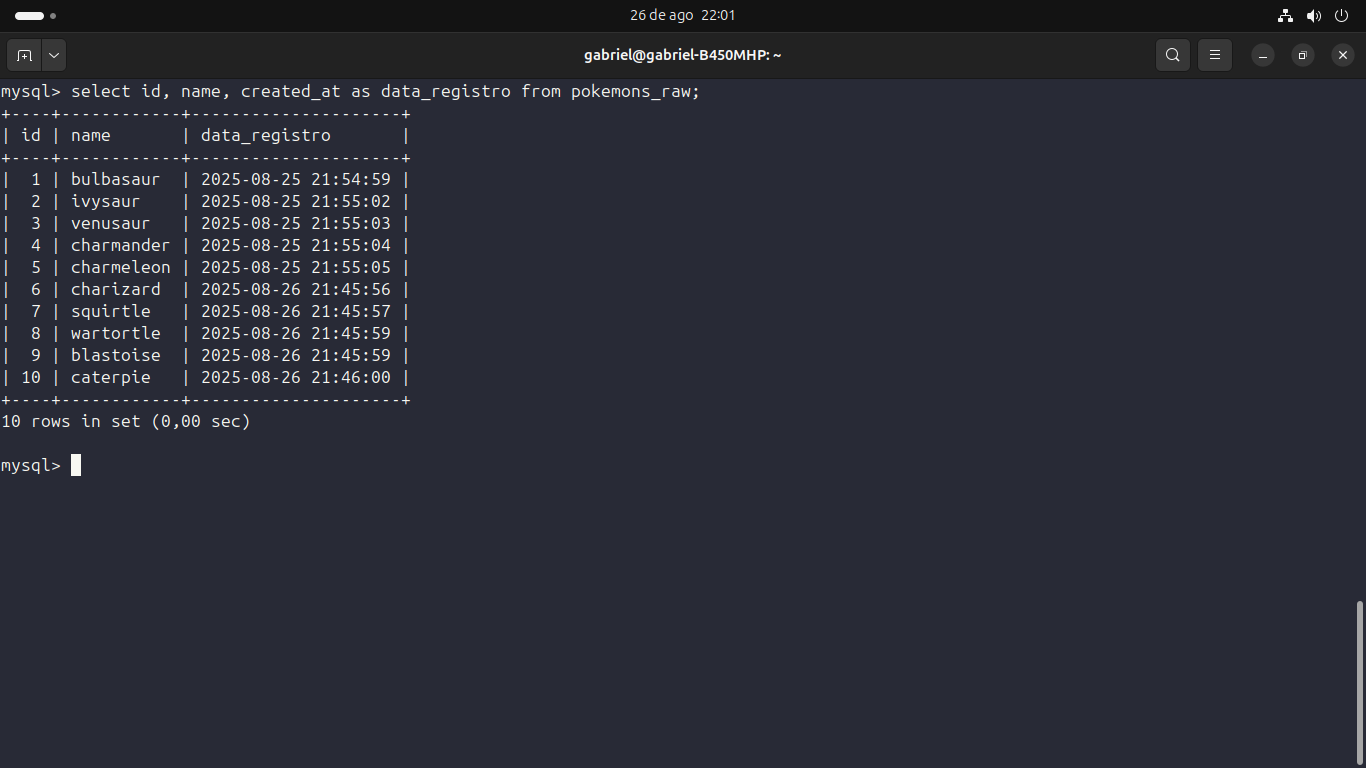 26 de ago 22:01
gabriel@gabriel-B450MHP: ~
mysql> select id, name, created_at as data_registro from pokemons_raw;
+----+------------+---------------------+
| id | name       | data_registro       |
+----+------------+---------------------+
|  1 | bulbasaur  | 2025-08-25 21:54:59 |
|  2 | ivysaur    | 2025-08-25 21:55:02 |
|  3 | venusaur   | 2025-08-25 21:55:03 |
|  4 | charmander | 2025-08-25 21:55:04 |
|  5 | charmeleon | 2025-08-25 21:55:05 |
|  6 | charizard  | 2025-08-26 21:45:56 |
|  7 | squirtle   | 2025-08-26 21:45:57 |
|  8 | wartortle  | 2025-08-26 21:45:59 |
|  9 | blastoise  | 2025-08-26 21:45:59 |
| 10 | caterpie   | 2025-08-26 21:46:00 |
+----+------------+---------------------+
10 rows in set (0,00 sec)
mysql>